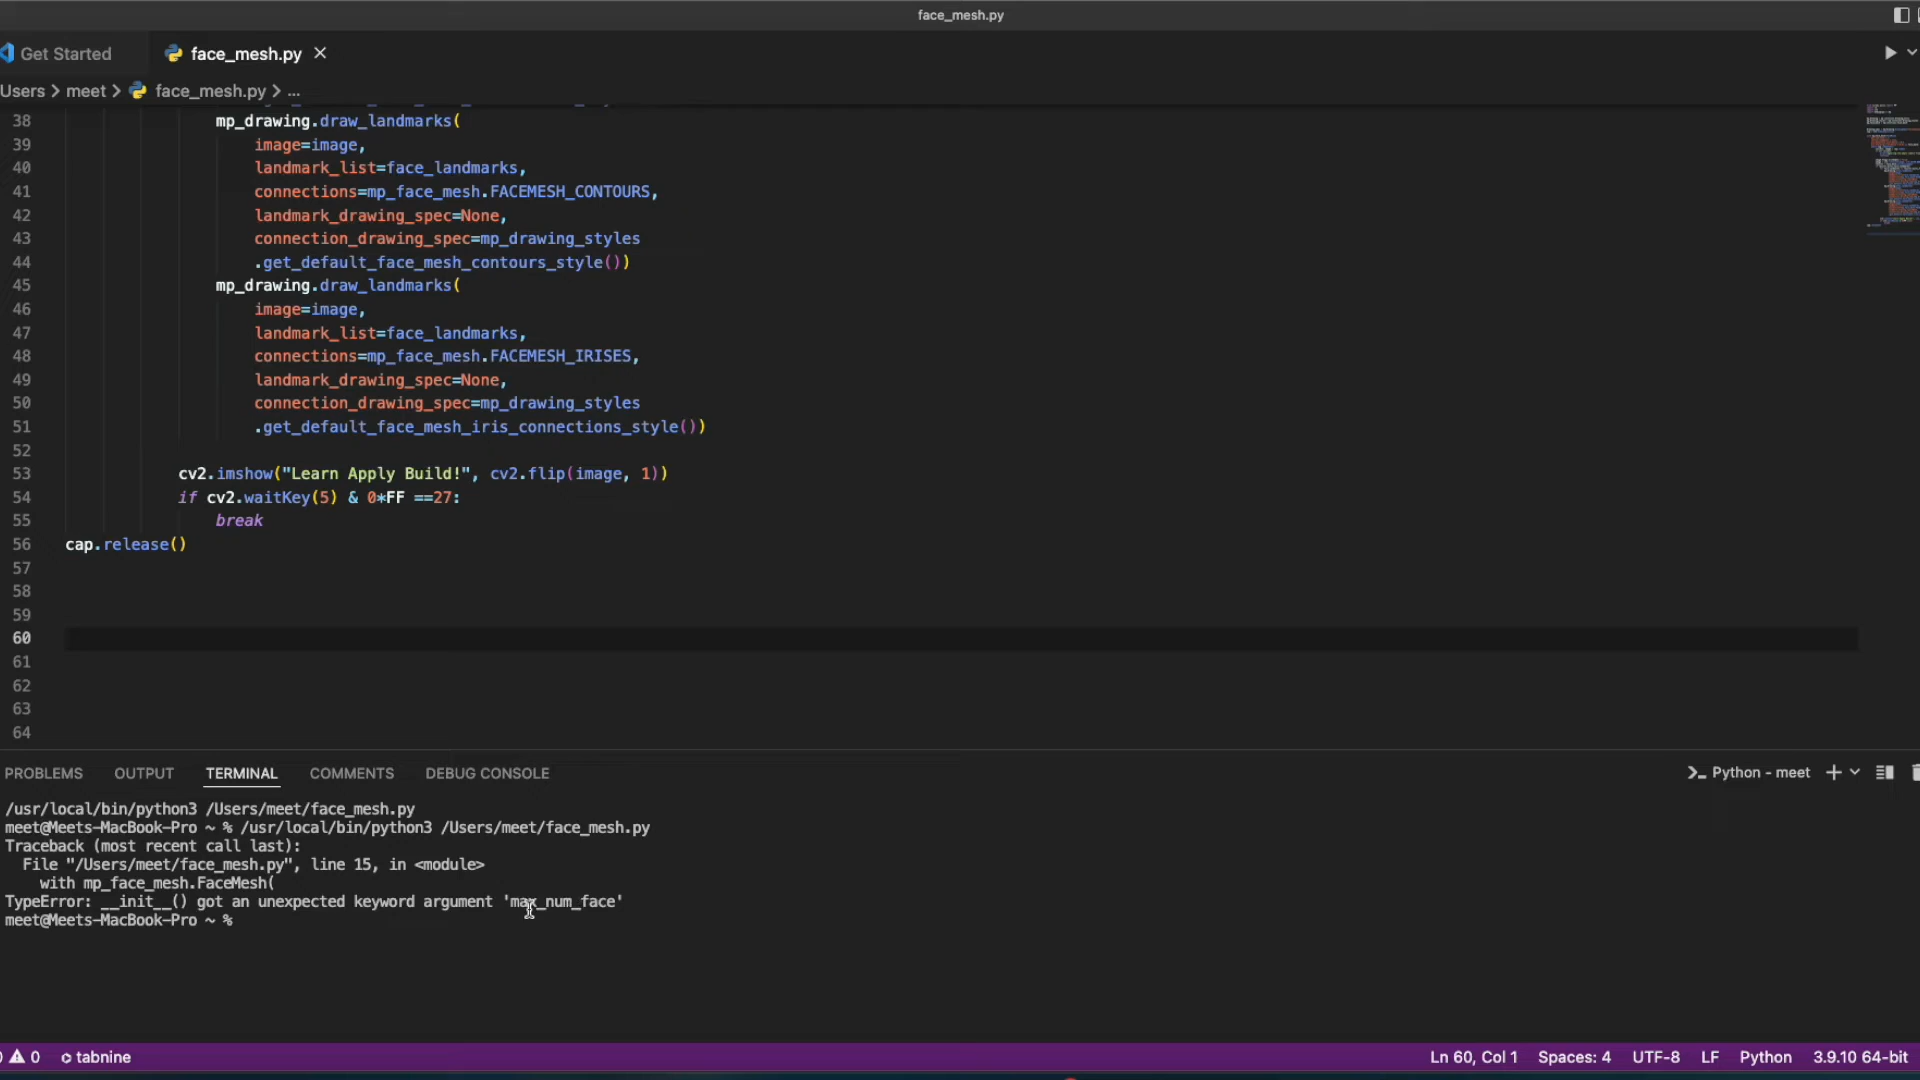 face_mesh.py
Get Started
face_mesh.py
Users > meet > face_mesh.py > ...
38 mp_drawing.draw_landmarks(
39 image=image,
40 landmark_list=face_landmarks,
41 connections=mp_face_mesh.FACEMESH_CONTOURS,
42 landmark_drawing_spec=None,
43 connection_drawing_spec=mp_drawing_styles
44 .get_default_face_mesh_contours_style())
45 mp_drawing.draw_landmarks(
46 image=image,
47 landmark_list=face_landmarks,
48 connections=mp_face_mesh.FACEMESH_IRISES,
49 landmark_drawing_spec=None,
50 connection_drawing_spec=mp_drawing_styles
51 .get_default_face_mesh_iris_connections_style())
52
53 cv2.imshow("Learn Apply Build!", cv2.flip(image, 1))
54 if cv2.waitKey(5) & 0*FF ==27:
55 break
56 cap.release()
57
58
59
60
61
62
63
64
PROBLEMS OUTPUT TERMINAL COMMENTS DEBUG CONSOLE
Python - meet
/usr/local/bin/python3 /Users/meet/face_mesh.py
meet@Meets-MacBook-Pro ~ % /usr/local/bin/python3 /Users/meet/face_mesh.py
Traceback (most recent call last):
File "/Users/meet/face_mesh.py", line 15, in <module>
with mp_face_mesh.FaceMesh(
TypeError: __init__() got an unexpected keyword argument 'max_num_face'
meet@Meets-MacBook-Pro ~ %
0 tabnine Ln 60, Col 1 Spaces: 4 UTF-8 LF Python 3.9.10 64-bit